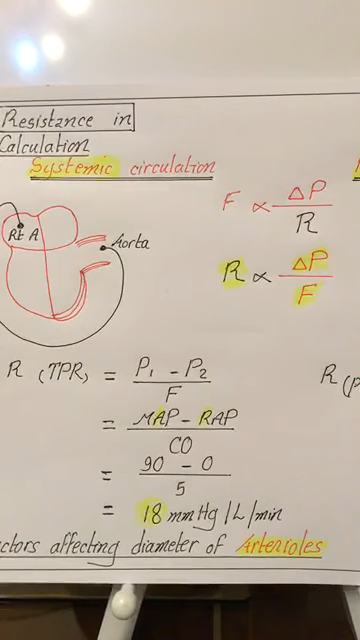 Resistance in
Calculation
Systemic circulation
F ∝ ΔP / R
Rt A
Aorta
R ∝ ΔP / F
R (TPR) = P₁ - P₂ / F
= MAP - RAP / CO
= 90 - 0 / 5
= 18 mmHg/L/min
R (P
ctors affecting diameter of Arterioles